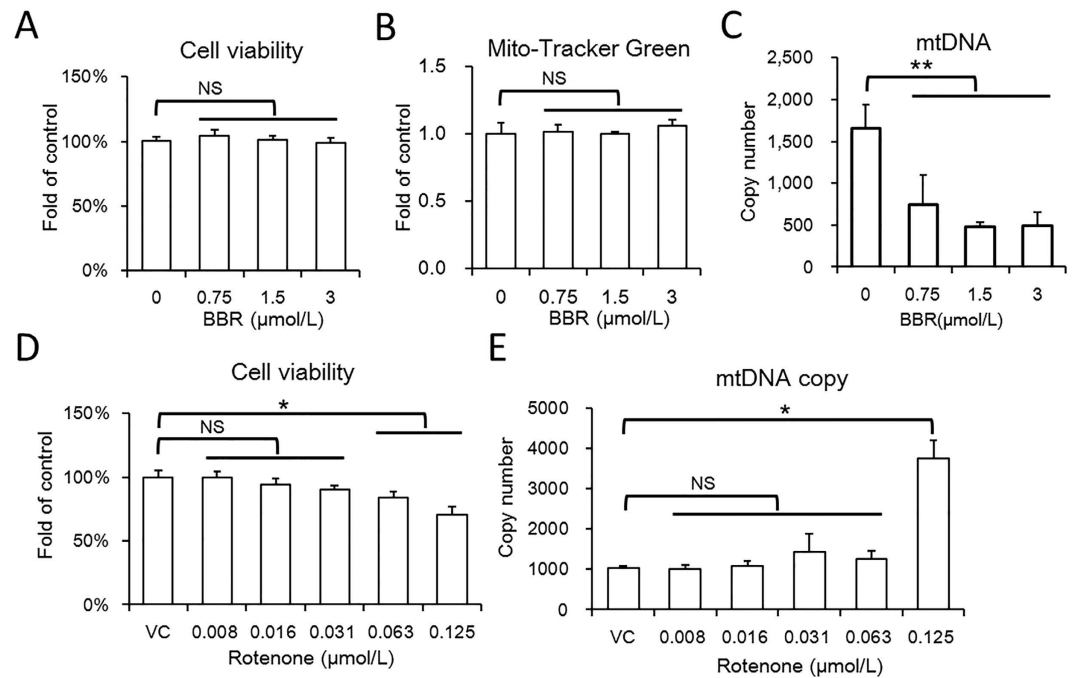 A
Cell viability
150%
100%
50%
0%
Fold of control
NS
0 0.75 1.5 3
BBR (µmol/L)
B
Mito-Tracker Green
1.5
1.0
0.5
0.0
Fold of control
NS
0 0.75 1.5 3
BBR (µmol/L)
C
mtDNA
2,500
2,000
1,500
1,000
500
0
Copy number
**
0 0.75 1.5 3
BBR(µmol/L)
D
Cell viability
150%
100%
50%
0%
Fold of control
*
NS
VC 0.008 0.016 0.031 0.063 0.125
Rotenone (µmol/L)
E
mtDNA copy
5000
4000
3000
2000
1000
0
Copy number
*
NS
VC 0.008 0.016 0.031 0.063 0.125
Rotenone (µmol/L)